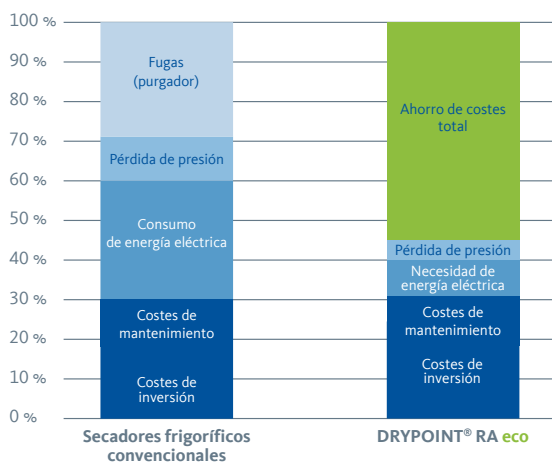 100 %
90 %
80 %
70 %
60 %
50 %
40 %
30 %
20 %
10 %
0 %
Fugas
(purgador)
Pérdida de presión
Consumo
de energía eléctrica
Costes de
mantenimiento
Costes de
inversión
Secadores frigoríficos
convencionales
Ahorro de costes
total
Pérdida de presión
Necesidad de
energía eléctrica
Costes de
mantenimiento
Costes de
inversión
DRYPOINT® RA eco